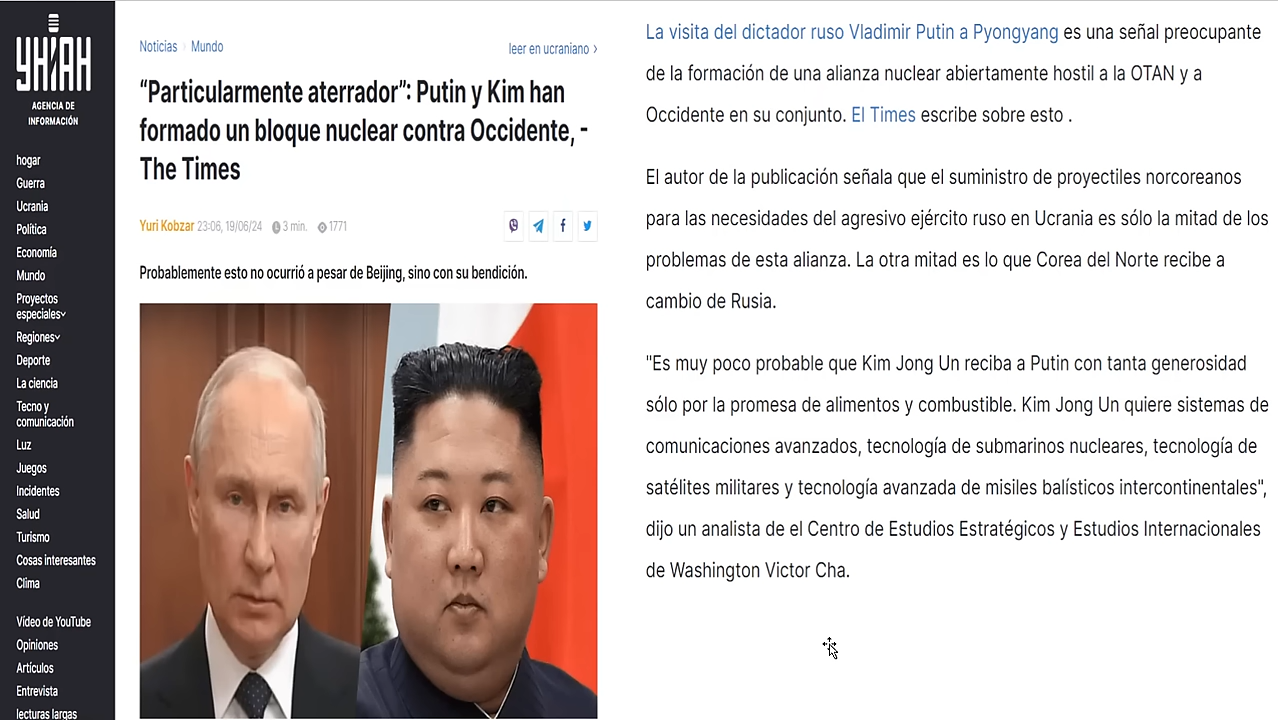 УНІАН
AGENCIA DE
INFORMACIÓN
hogar
Guerra
Ucrania
Política
Economía
Mundo
Proyectos
especiales
Regiones
Deporte
La ciencia
Tecno y
comunicación
Luz
Juegos
Incidentes
Salud
Turismo
Cosas interesantes
Clima
Vídeo de YouTube
Opiniones
Artículos
Entrevista
lecturas largas
Noticias › Mundo
leer en ucraniano ›
“Particularmente aterrador”: Putin y Kim han
formado un bloque nuclear contra Occidente, -
The Times
Yuri Kobzar 23:06, 19/06/24 3 min. 1771
Probablemente esto no ocurrió a pesar de Beijing, sino con su bendición.
La visita del dictador ruso Vladimir Putin a Pyongyang es una señal preocupante
de la formación de una alianza nuclear abiertamente hostil a la OTAN y a
Occidente en su conjunto. El Times escribe sobre esto .
El autor de la publicación señala que el suministro de proyectiles norcoreanos
para las necesidades del agresivo ejército ruso en Ucrania es sólo la mitad de los
problemas de esta alianza. La otra mitad es lo que Corea del Norte recibe a
cambio de Rusia.
"Es muy poco probable que Kim Jong Un reciba a Putin con tanta generosidad
sólo por la promesa de alimentos y combustible. Kim Jong Un quiere sistemas de
comunicaciones avanzados, tecnología de submarinos nucleares, tecnología de
satélites militares y tecnología avanzada de misiles balísticos intercontinentales",
dijo un analista de el Centro de Estudios Estratégicos y Estudios Internacionales
de Washington Victor Cha.